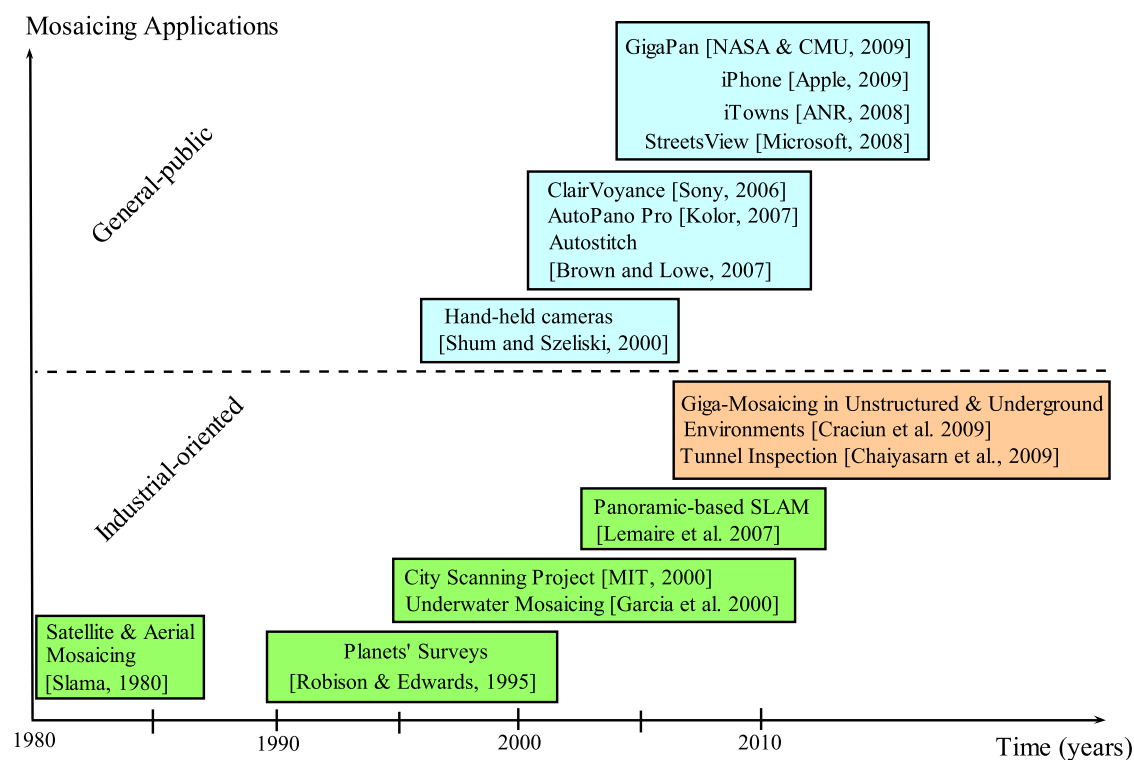 Mosaicing Applications
GigaPan [NASA & CMU, 2009]
iPhone [Apple, 2009]
iTowns [ANR, 2008]
StreetsView [Microsoft, 2008]
General-public
ClairVoyance [Sony, 2006]
AutoPano Pro [Kolor, 2007]
Autostitch
[Brown and Lowe, 2007]
Hand-held cameras
[Shum and Szeliski, 2000]
Industrial-oriented
Giga-Mosaicing in Unstructured & Underground
Environments [Craciun et al. 2009]
Tunnel Inspection [Chaiyasarn et al., 2009]
Panoramic-based SLAM
[Lemaire et al. 2007]
City Scanning Project [MIT, 2000]
Underwater Mosaicing [Garcia et al. 2000]
Satellite & Aerial
Mosaicing
[Slama, 1980]
Planets' Surveys
[Robison & Edwards, 1995]
1980
1990
2000
2010
Time (years)